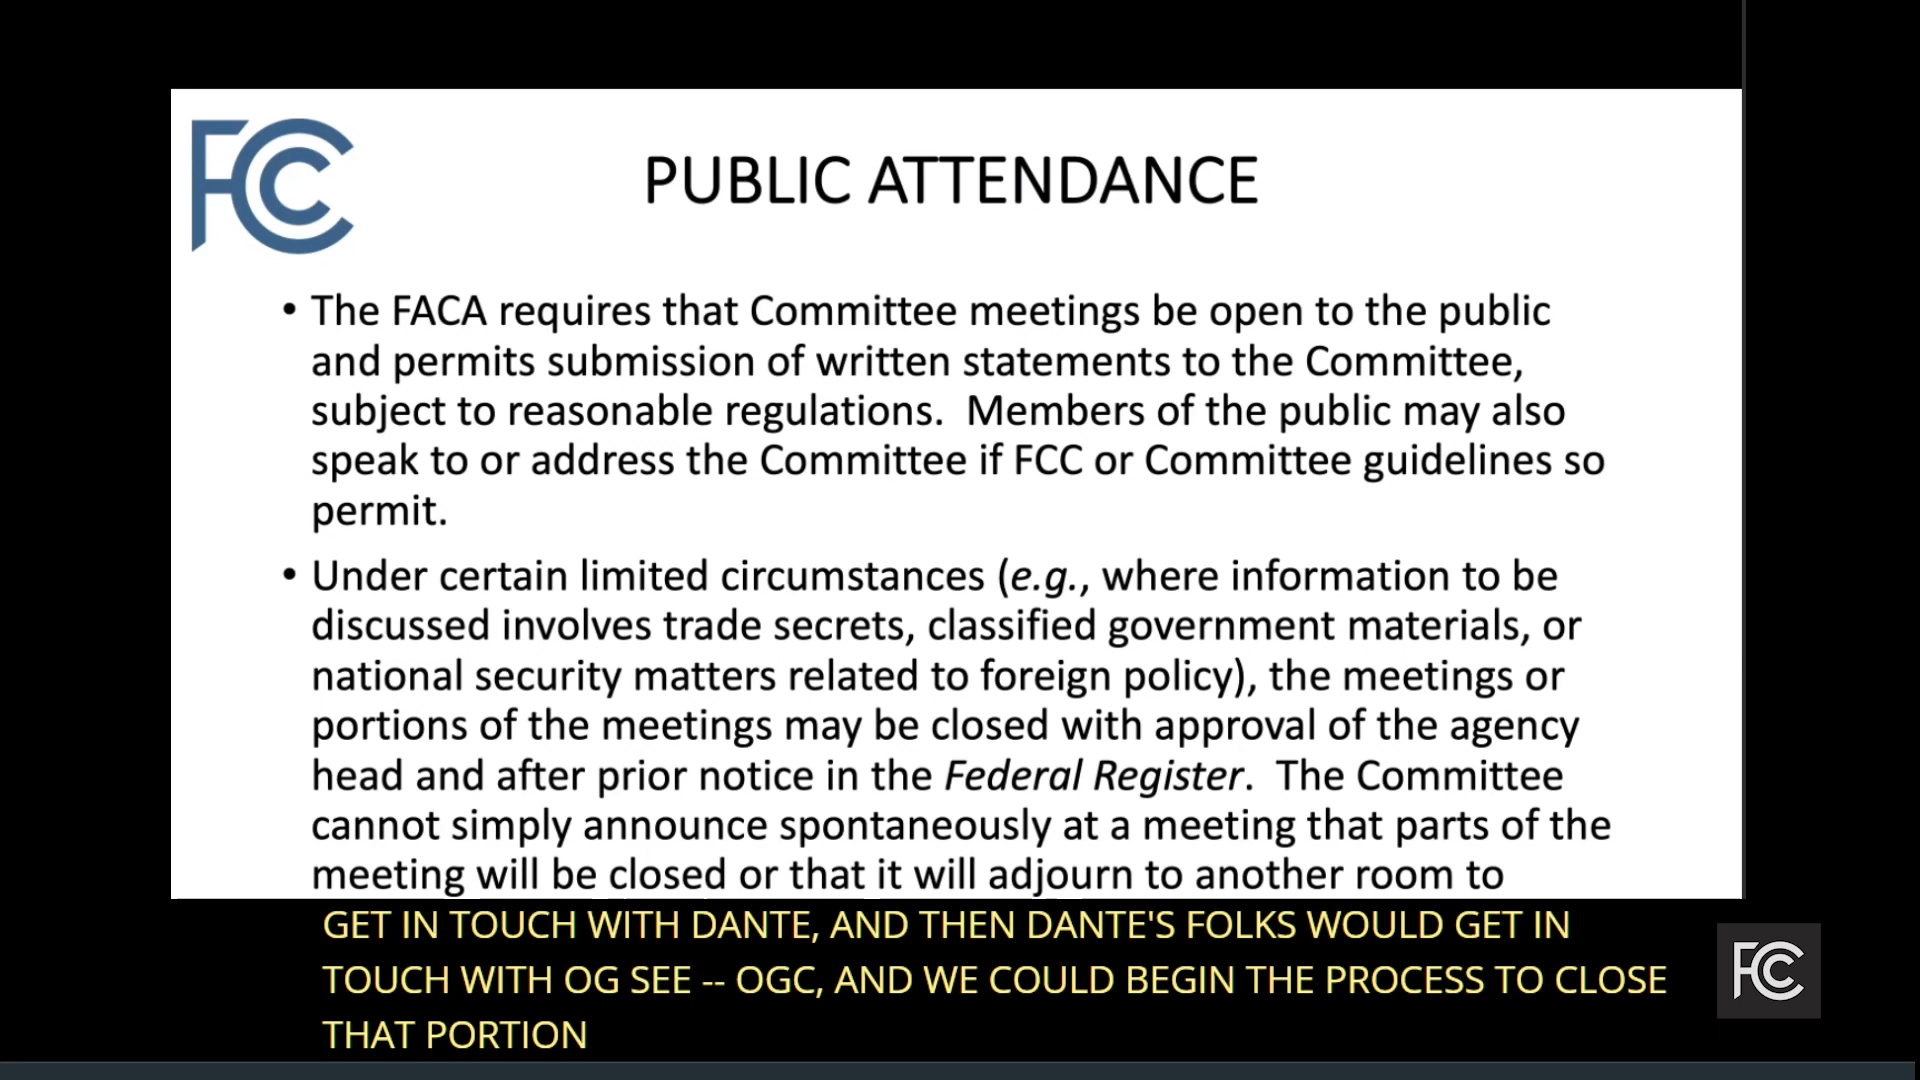 FCC
PUBLIC ATTENDANCE
• The FACA requires that Committee meetings be open to the public
and permits submission of written statements to the Committee,
subject to reasonable regulations.  Members of the public may also
speak to or address the Committee if FCC or Committee guidelines so
permit.
• Under certain limited circumstances (e.g., where information to be
discussed involves trade secrets, classified government materials, or
national security matters related to foreign policy), the meetings or
portions of the meetings may be closed with approval of the agency
head and after prior notice in the Federal Register.  The Committee
cannot simply announce spontaneously at a meeting that parts of the
meeting will be closed or that it will adjourn to another room to
GET IN TOUCH WITH DANTE, AND THEN DANTE'S FOLKS WOULD GET IN
TOUCH WITH OG SEE -- OGC, AND WE COULD BEGIN THE PROCESS TO CLOSE
THAT PORTION
FCC